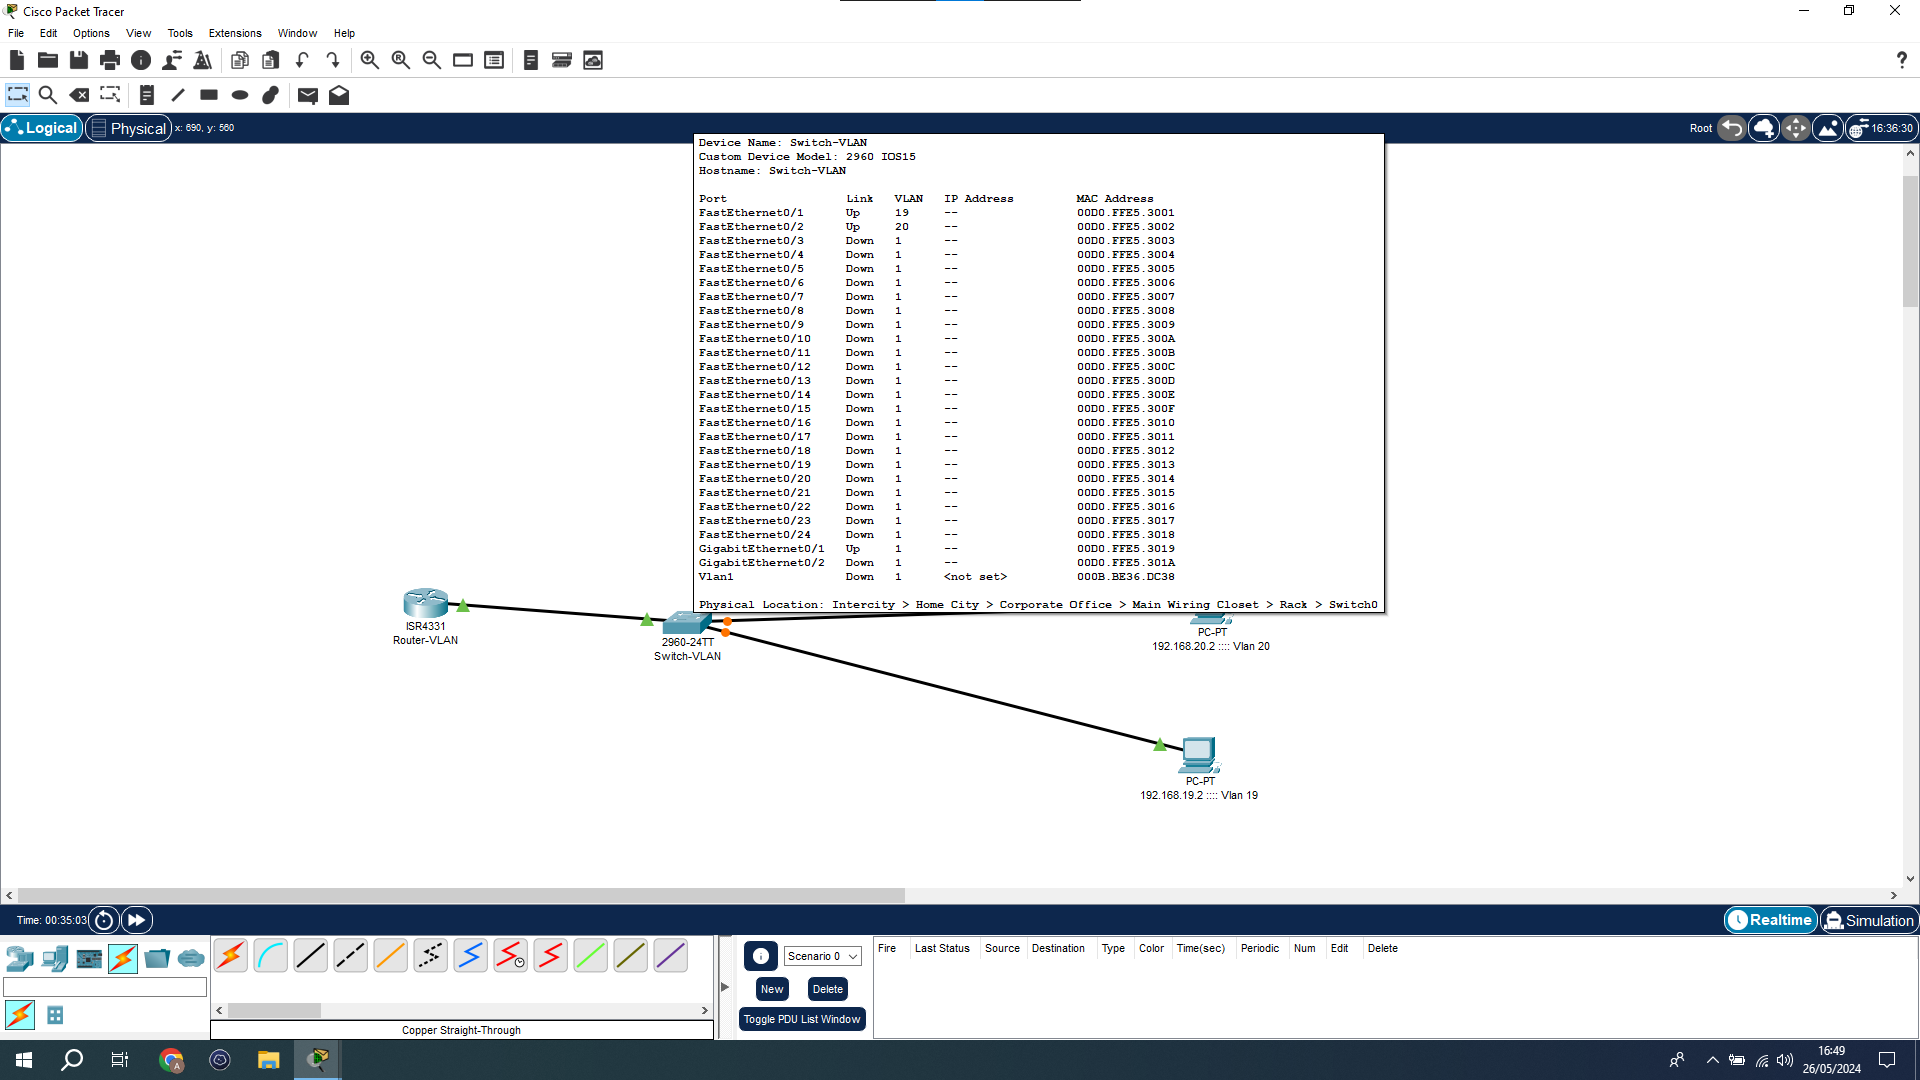 Cisco Packet Tracer
File Edit Options View Tools Extensions Window Help
?
Logical Physical x: 690, y: 560 Root 16:36:30
Device Name: Switch-VLAN
Custom Device Model: 2960 IOS15
Hostname: Switch-VLAN
Port Link VLAN IP Address MAC Address
FastEthernet0/1 Up 19 -- 00D0.FFE5.3001
FastEthernet0/2 Up 20 -- 00D0.FFE5.3002
FastEthernet0/3 Down 1 -- 00D0.FFE5.3003
FastEthernet0/4 Down 1 -- 00D0.FFE5.3004
FastEthernet0/5 Down 1 -- 00D0.FFE5.3005
FastEthernet0/6 Down 1 -- 00D0.FFE5.3006
FastEthernet0/7 Down 1 -- 00D0.FFE5.3007
FastEthernet0/8 Down 1 -- 00D0.FFE5.3008
FastEthernet0/9 Down 1 -- 00D0.FFE5.3009
FastEthernet0/10 Down 1 -- 00D0.FFE5.300A
FastEthernet0/11 Down 1 -- 00D0.FFE5.300B
FastEthernet0/12 Down 1 -- 00D0.FFE5.300C
FastEthernet0/13 Down 1 -- 00D0.FFE5.300D
FastEthernet0/14 Down 1 -- 00D0.FFE5.300E
FastEthernet0/15 Down 1 -- 00D0.FFE5.300F
FastEthernet0/16 Down 1 -- 00D0.FFE5.3010
FastEthernet0/17 Down 1 -- 00D0.FFE5.3011
FastEthernet0/18 Down 1 -- 00D0.FFE5.3012
FastEthernet0/19 Down 1 -- 00D0.FFE5.3013
FastEthernet0/20 Down 1 -- 00D0.FFE5.3014
FastEthernet0/21 Down 1 -- 00D0.FFE5.3015
FastEthernet0/22 Down 1 -- 00D0.FFE5.3016
FastEthernet0/23 Down 1 -- 00D0.FFE5.3017
FastEthernet0/24 Down 1 -- 00D0.FFE5.3018
GigabitEthernet0/1 Up 1 -- 00D0.FFE5.3019
GigabitEthernet0/2 Down 1 -- 00D0.FFE5.301A
Vlan1 Down 1 <not set> 000B.BE36.DC38
Physical Location: Intercity > Home City > Corporate Office > Main Wiring Closet > Rack > Switch0
ISR4331
Router-VLAN
2960-24TT
Switch-VLAN
PC-PT
192.168.20.2 :::: Vlan 20
PC-PT
192.168.19.2 :::: Vlan 19
Time: 00:35:03 Realtime Simulation
Scenario 0
New Delete
Toggle PDU List Window
Fire Last Status Source Destination Type Color Time(sec) Periodic Num Edit Delete
Copper Straight-Through
16:49
26/05/2024